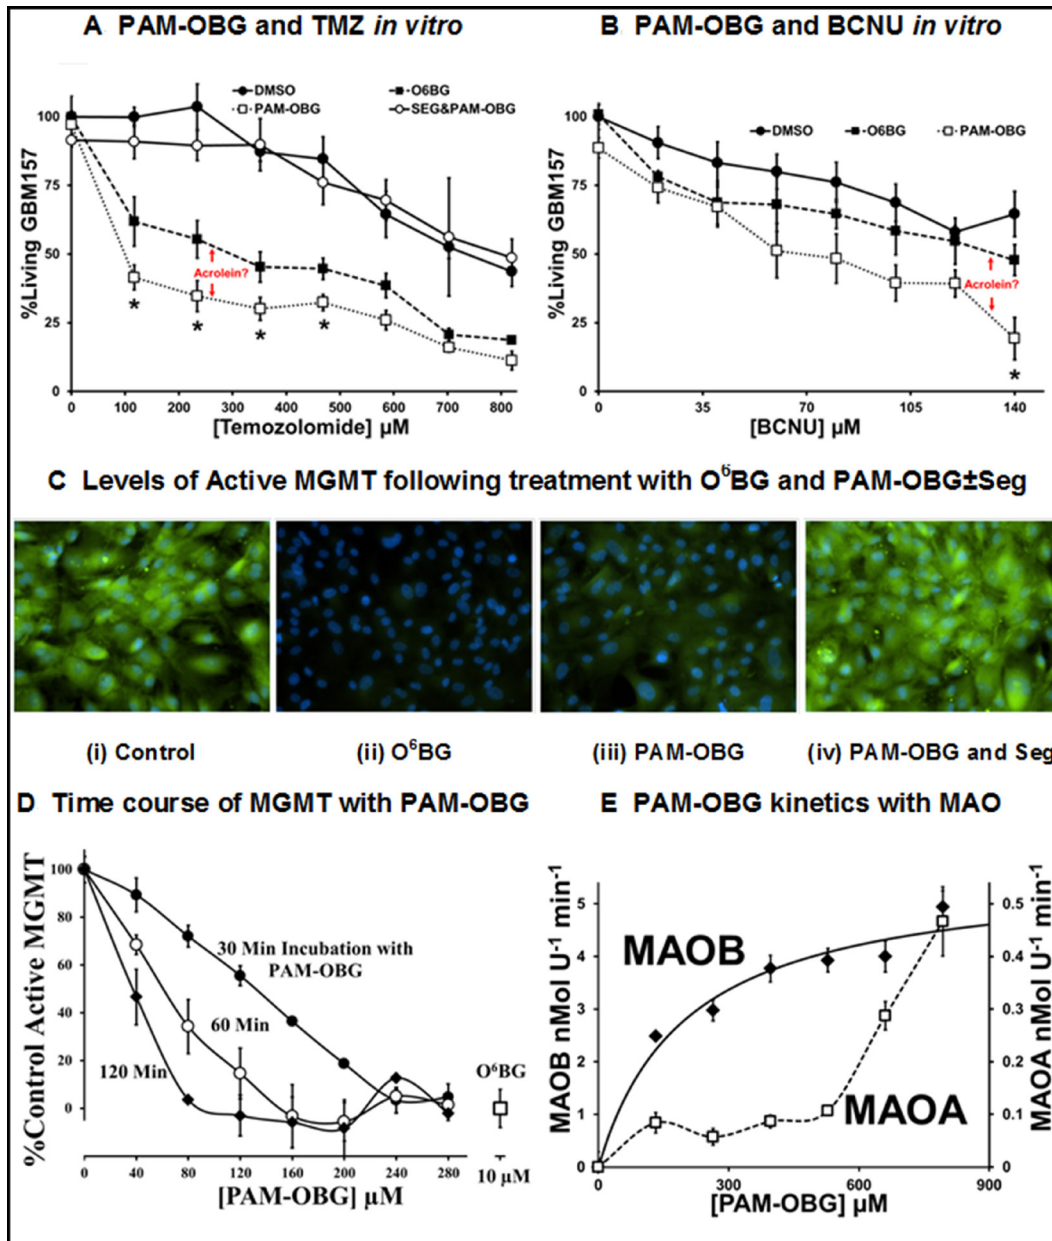 A PAM-OBG and TMZ in vitro
B PAM-OBG and BCNU in vitro
DMSO
O6BG
PAM-OBG
SEG&PAM-OBG
%Living GBM157
100
75
50
25
0
Acrolein?
*
*
*
*
0 100 200 300 400 500 600 700 800
[Temozolomide] µM
DMSO O6BG PAM-OBG
%Living GBM157
100
75
50
25
0
Acrolein?
*
0 35 70 105 140
[BCNU] µM
C Levels of Active MGMT following treatment with O⁶BG and PAM-OBG±Seg
(i) Control
(ii) O⁶BG
(iii) PAM-OBG
(iv) PAM-OBG and Seg
D Time course of MGMT with PAM-OBG
E PAM-OBG kinetics with MAO
%Control Active MGMT
100
80
60
40
20
0
30 Min Incubation with
PAM-OBG
60 Min
120 Min
O⁶BG
0 40 80 120 160 200 240 280
10 µM
[PAM-OBG] µM
MAOB nMol U⁻¹ min⁻¹
5
4
3
2
1
0
MAOB
MAOA
0.5
0.4
0.3
0.2
0.1
0
MAOA nMol U⁻¹ min⁻¹
0 300 600 900
[PAM-OBG] µM